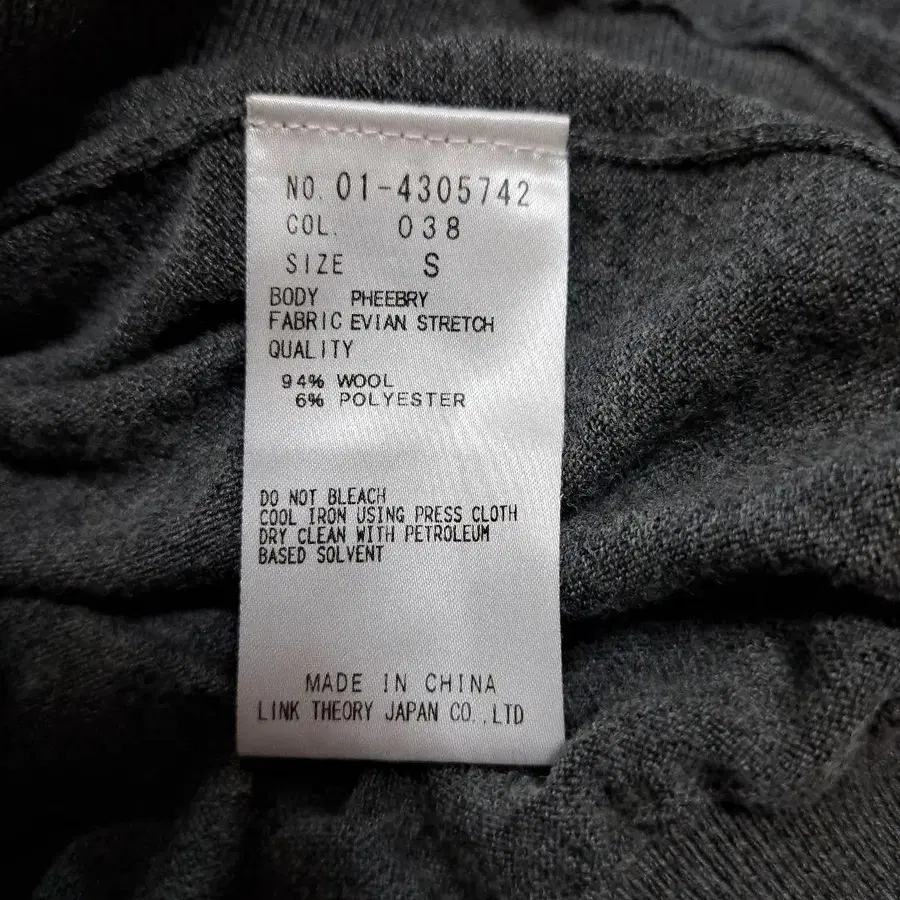 NO. 01-4305742
COL. 038
SIZE S
BODY PHEEBRY
FABRIC EVIAN STRETCH
QUALITY
94% WOOL
6% POLYESTER
DO NOT BLEACH
COOL IRON USING PRESS CLOTH
DRY CLEAN WITH PETROLEUM
BASED SOLVENT
MADE IN CHINA
LINK THEORY JAPAN CO.,LTD